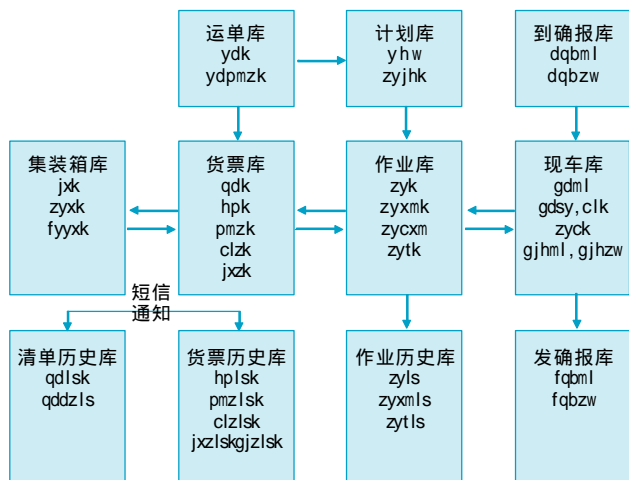 运单库
ydk
ydpmzk
计划库
yhw
zyjhk
到确报库
dqbml
dqbzw
集装箱库
jxk
zyxk
fyyxk
货票库
qdk
hpk
pmzk
clzk
jxzk
作业库
zyk
zyxmk
zycxm
zytk
现车库
gdml
gdsy,clk
zyck
gjhml,gjhzw
短信
通知
清单历史库
qdlsk
qddzls
货票历史库
hplsk
pmzlsk
clzlsk
jxzlskgjzlsk
作业历史库
zyls
zyxmls
zytls
发确报库
fqbml
fqbzw